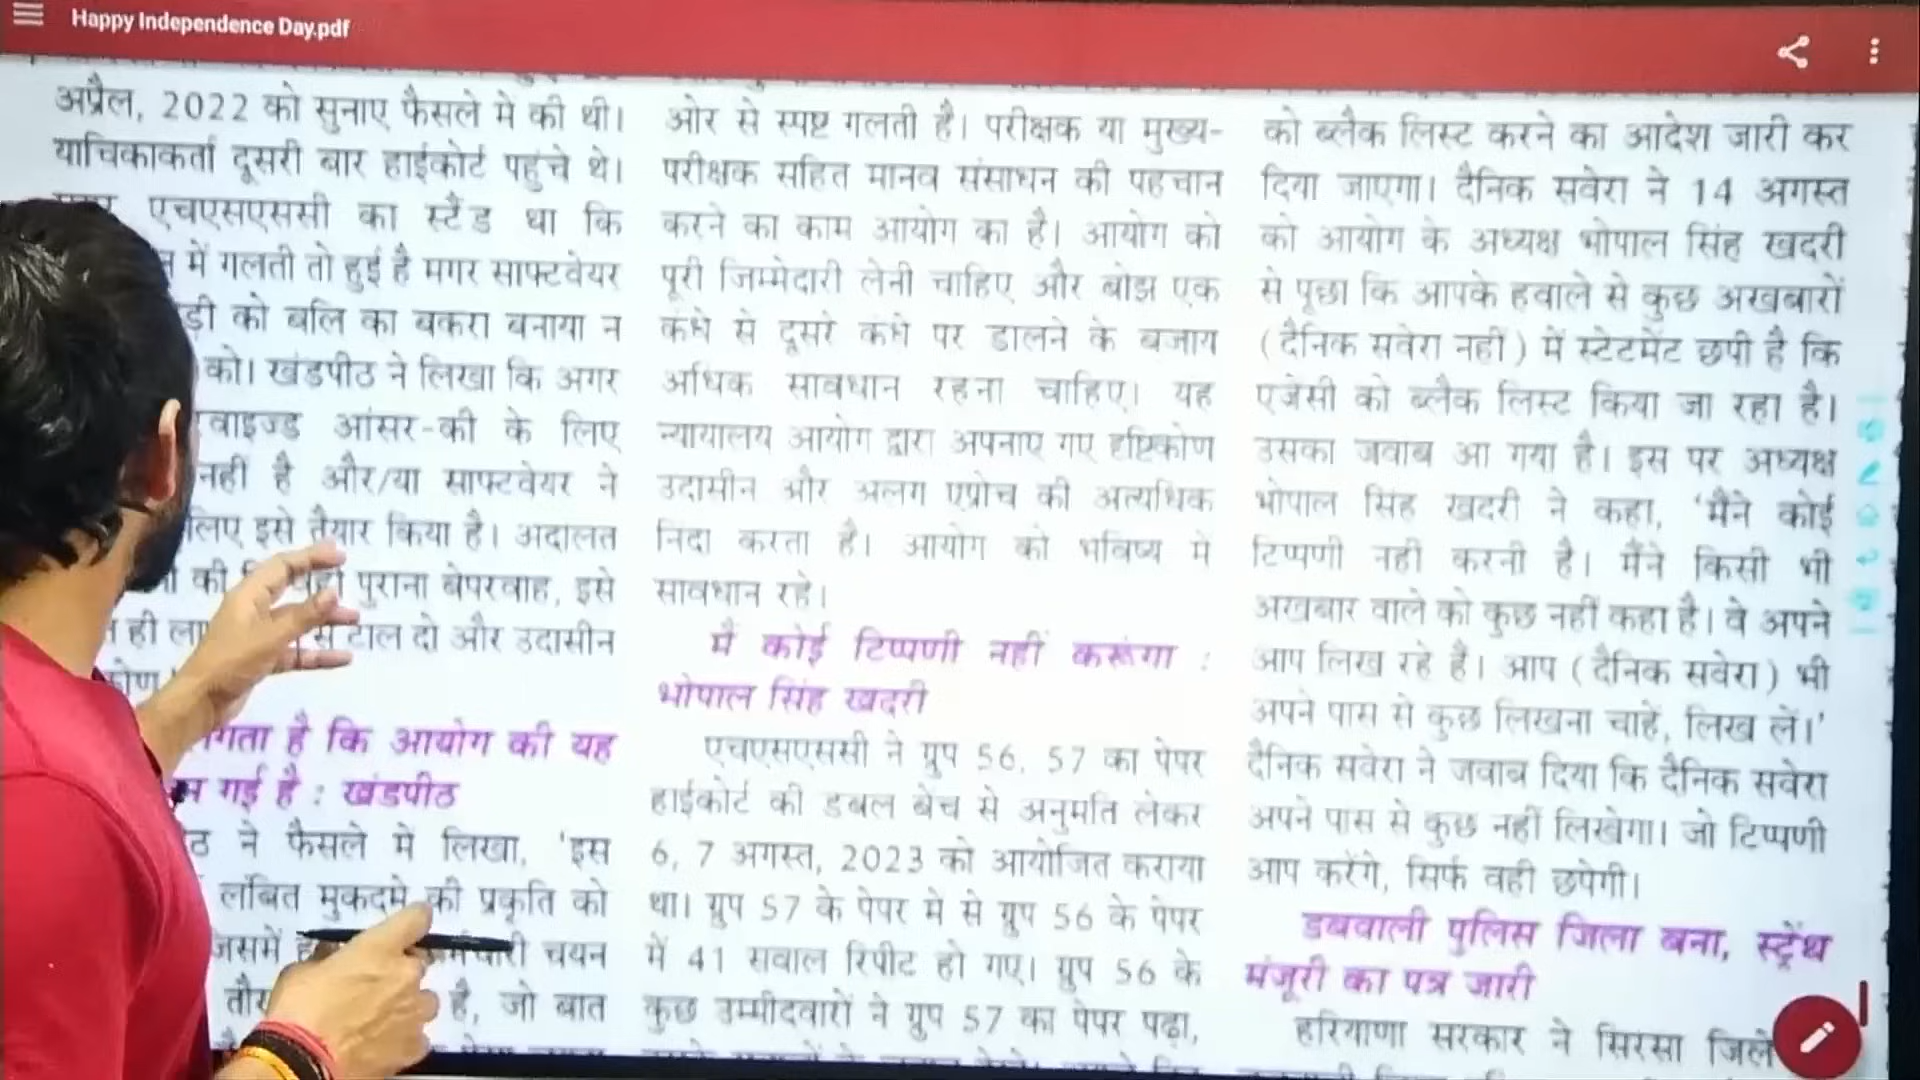 Happy Independence Day.pdf
अप्रैल, 2022 को सुनाए फैसले में की थी।
याचिकाकर्ता दूसरी बार हाईकोर्ट पहुंचे थे।
एचएसएससी का स्टैंड था कि
में गलती तो हुई है मगर साफ्टवेयर
को बलि का बकरा बनाया न
को। खंडपीठ ने लिखा कि अगर
आंसर-की के लिए
नहीं है और/या साफ्टवेयर ने
लिए इसे तैयार किया है। अदालत
की पुराना बेपरवाह, इसे
ही टाल दो और उदासीन
है कि आयोग की यह
गई है : खंडपीठ
ने फैसले में लिखा, 'इस
लंबित मुकदमे की प्रकृति को
जिसमें चयन
है, जो बात
ओर से स्पष्ट गलती है। परीक्षक या मुख्य-
परीक्षक सहित मानव संसाधन की पहचान
करने का काम आयोग का है। आयोग को
पूरी जिम्मेदारी लेनी चाहिए और बोझ एक
कंधे से दूसरे कंधे पर डालने के बजाय
अधिक सावधान रहना चाहिए। यह
न्यायालय आयोग द्वारा अपनाए गए दृष्टिकोण
उदासीन और अलग एप्रोच की अत्यधिक
निंदा करता है। आयोग को भविष्य में
सावधान रहे।
मैं कोई टिप्पणी नहीं करूंगा :
भोपाल सिंह खदरी
एचएसएससी ने ग्रुप 56, 57 का पेपर
हाईकोर्ट की डबल बेंच से अनुमति लेकर
6, 7 अगस्त, 2023 को आयोजित कराया
था। ग्रुप 57 के पेपर में से ग्रुप 56 के पेपर
में 41 सवाल रिपीट हो गए। ग्रुप 56 के
कुछ उम्मीदवारों ने ग्रुप 57 का पेपर पढ़ा,
को ब्लैक लिस्ट करने का आदेश जारी कर
दिया जाएगा। दैनिक सवेरा ने 14 अगस्त
को आयोग के अध्यक्ष भोपाल सिंह खदरी
से पूछा कि आपके हवाले से कुछ अखबारों
(दैनिक सवेरा नहीं) में स्टेटमेंट छपी है कि
एजेंसी को ब्लैक लिस्ट किया जा रहा है।
उसका जवाब आ गया है। इस पर अध्यक्ष
भोपाल सिंह खदरी ने कहा, 'मैंने कोई
टिप्पणी नहीं करनी है। मैंने किसी भी
अखबार वाले को कुछ नहीं कहा है। वे अपने
आप लिख रहे हैं। आप (दैनिक सवेरा) भी
अपने पास से कुछ लिखना चाहें, लिख लें।'
दैनिक सवेरा ने जवाब दिया कि दैनिक सवेरा
अपने पास से कुछ नहीं लिखेगा। जो टिप्पणी
आप करेंगे, सिर्फ वही छपेगी।
डबवाली पुलिस जिला बना, स्ट्रेंथ
मंजूरी का पत्र जारी
हरियाणा सरकार ने सिरसा जिले